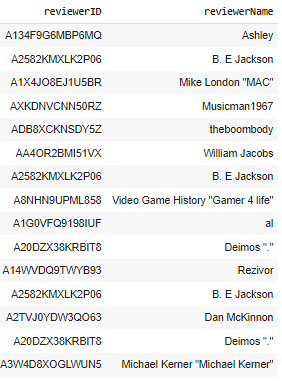 reviewerID reviewerName
A134F9G6MBP6MQ Ashley
A2582KMXLK2P06 B. E Jackson
A1X4JO8EJ1U5BR Mike London "MAC"
AXKDNVCNN50RZ Musicman1967
ADB8XCKNSDY5Z theboombody
AA4OR2BMI51VX William Jacobs
A2582KMXLK2P06 B. E Jackson
A8NHN9UPML858 Video Game History "Gamer 4 life"
A1G0VFQ9198IUF al
A20DZX38KRBIT8 Deimos "."
A14WVDQ9TWYB93 Rezivor
A2582KMXLK2P06 B. E Jackson
A2TVJ0YDW3QO63 Dan McKinnon
A20DZX38KRBIT8 Deimos "."
A3W4D8XOGLWUN5 Michael Kerner "Michael Kerner"